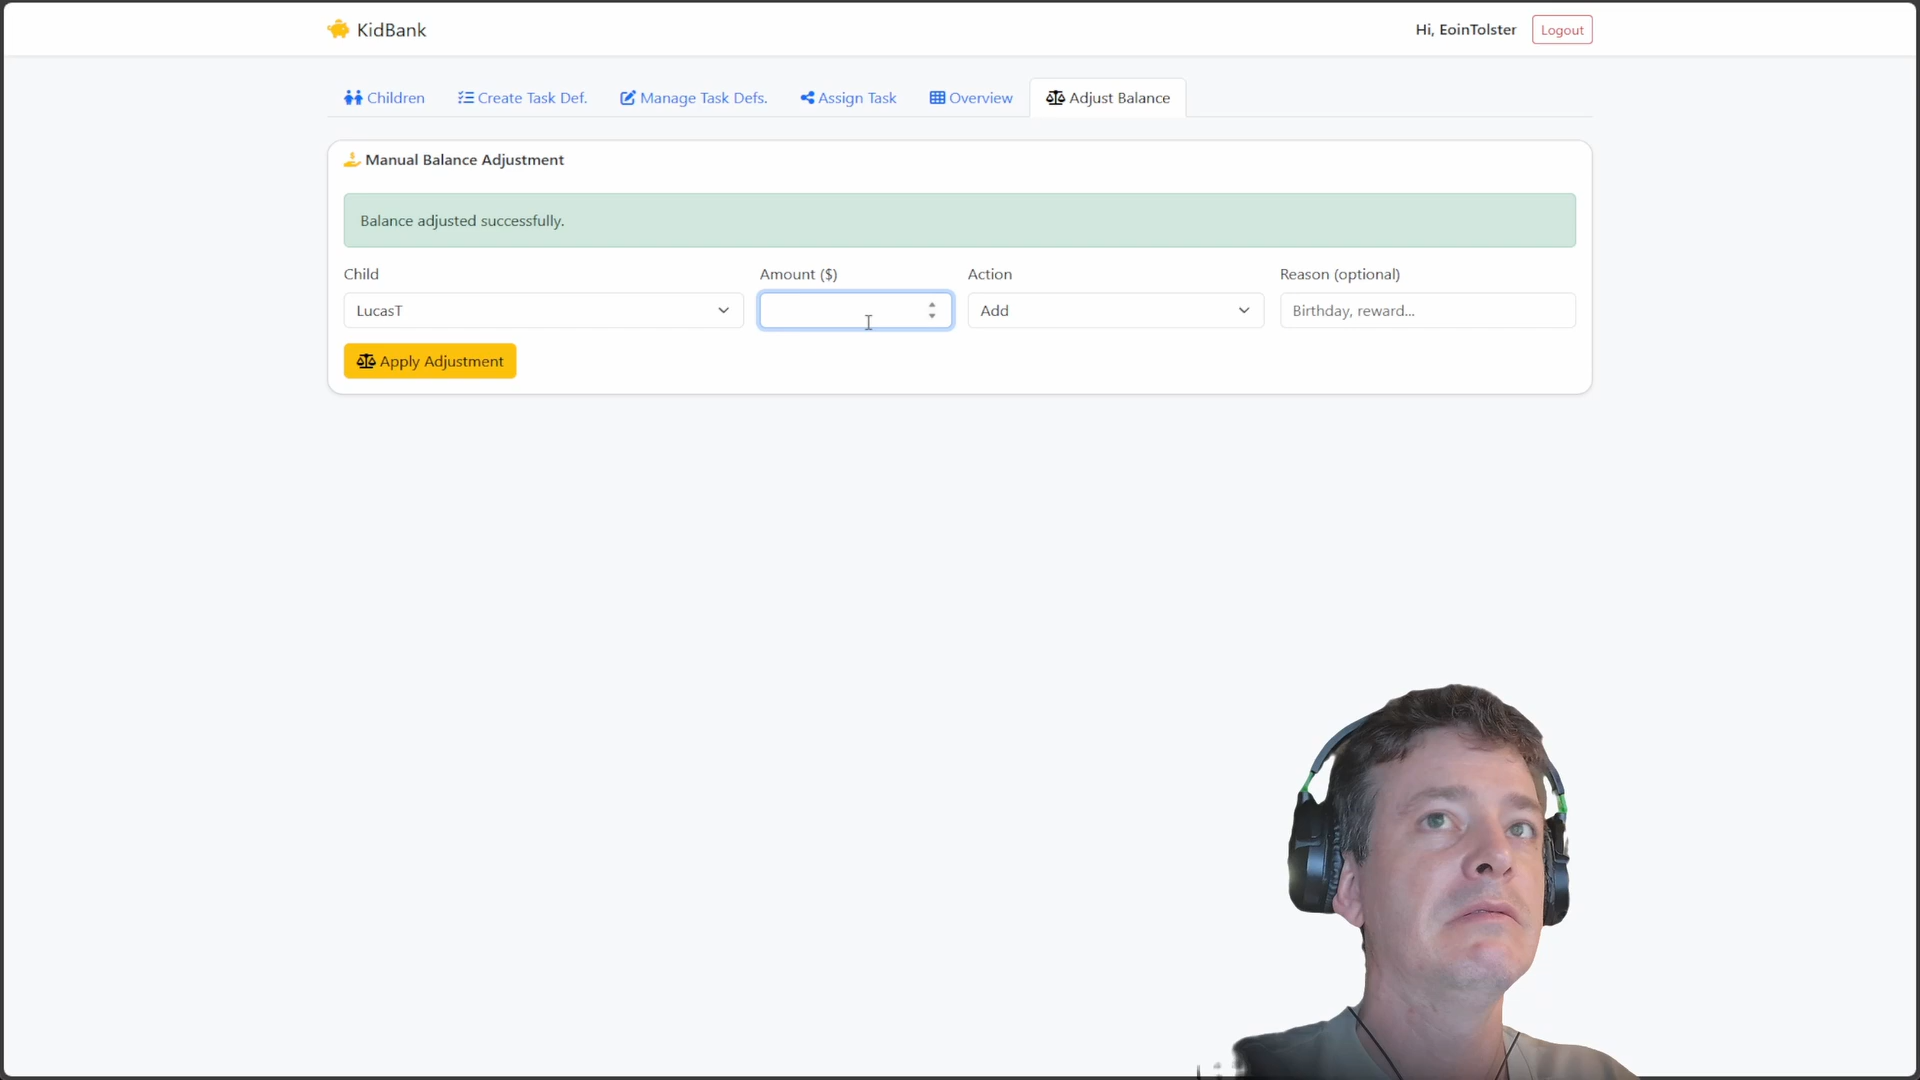 KidBank
Hi, EoinTolster
Logout
Children
Create Task Def.
Manage Task Defs.
Assign Task
Overview
Adjust Balance
Manual Balance Adjustment
Balance adjusted successfully.
Child
Amount ($)
Action
Reason (optional)
LucasT
Add
Birthday, reward...
Apply Adjustment